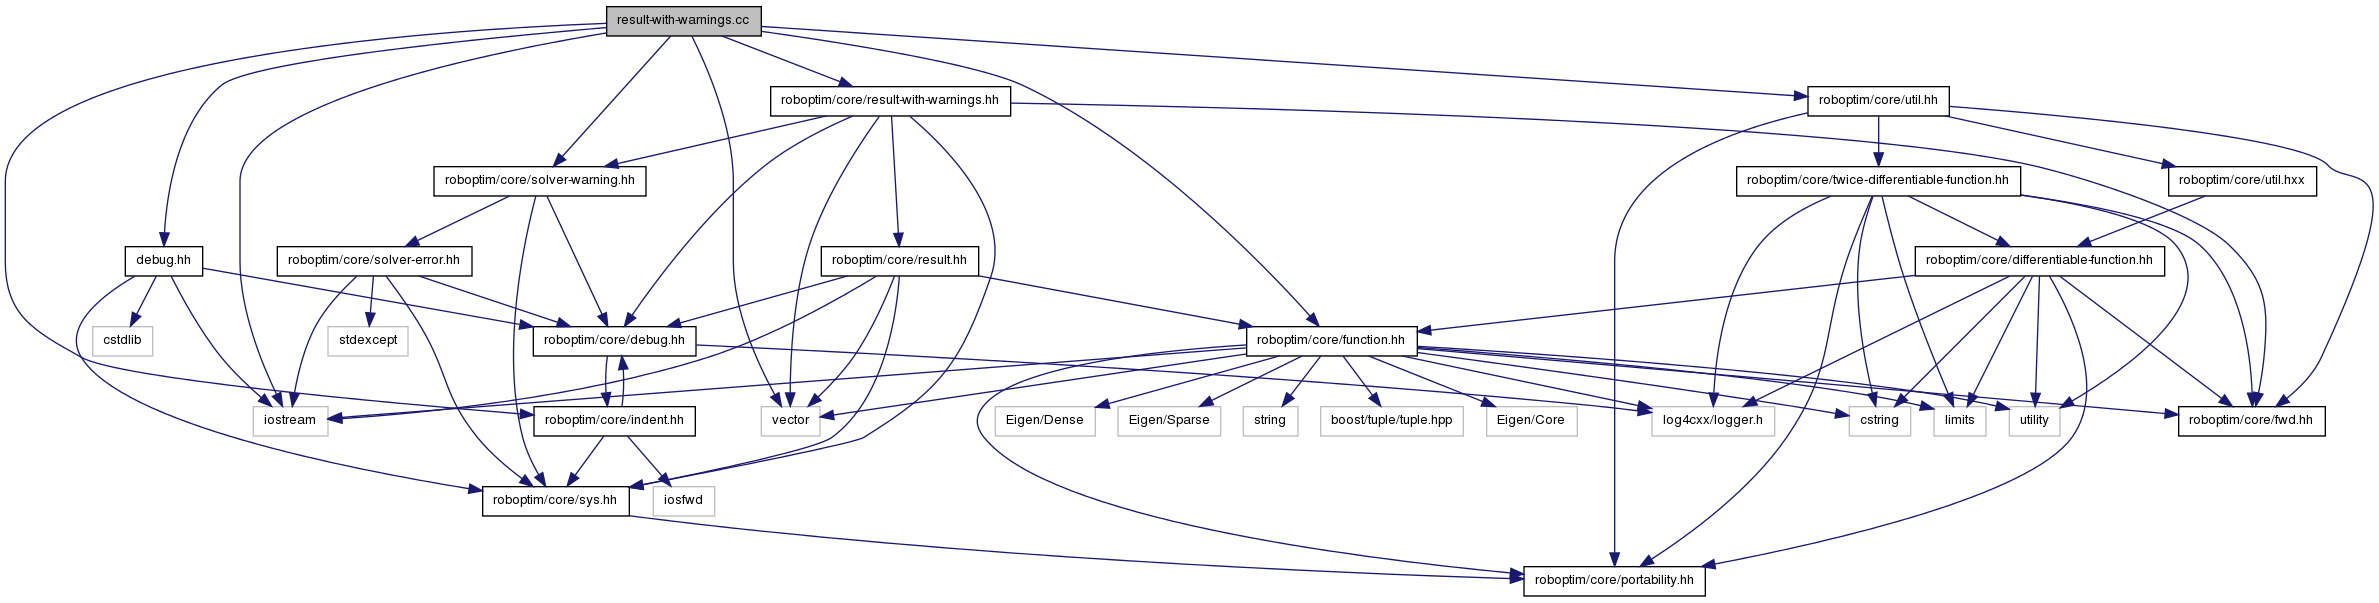 result-with-warnings.cc
roboptim/core/result-with-warnings.hh
roboptim/core/util.hh
roboptim/core/solver-warning.hh
roboptim/core/twice-differentiable-function.hh
roboptim/core/util.hxx
debug.hh
roboptim/core/solver-error.hh
roboptim/core/result.hh
roboptim/core/differentiable-function.hh
cstdlib
stdexcept
roboptim/core/debug.hh
roboptim/core/function.hh
iostream
roboptim/core/indent.hh
vector
Eigen/Dense
Eigen/Sparse
string
boost/tuple/tuple.hpp
Eigen/Core
log4cxx/logger.h
cstring
limits
utility
roboptim/core/fwd.hh
roboptim/core/sys.hh
iosfwd
roboptim/core/portability.hh